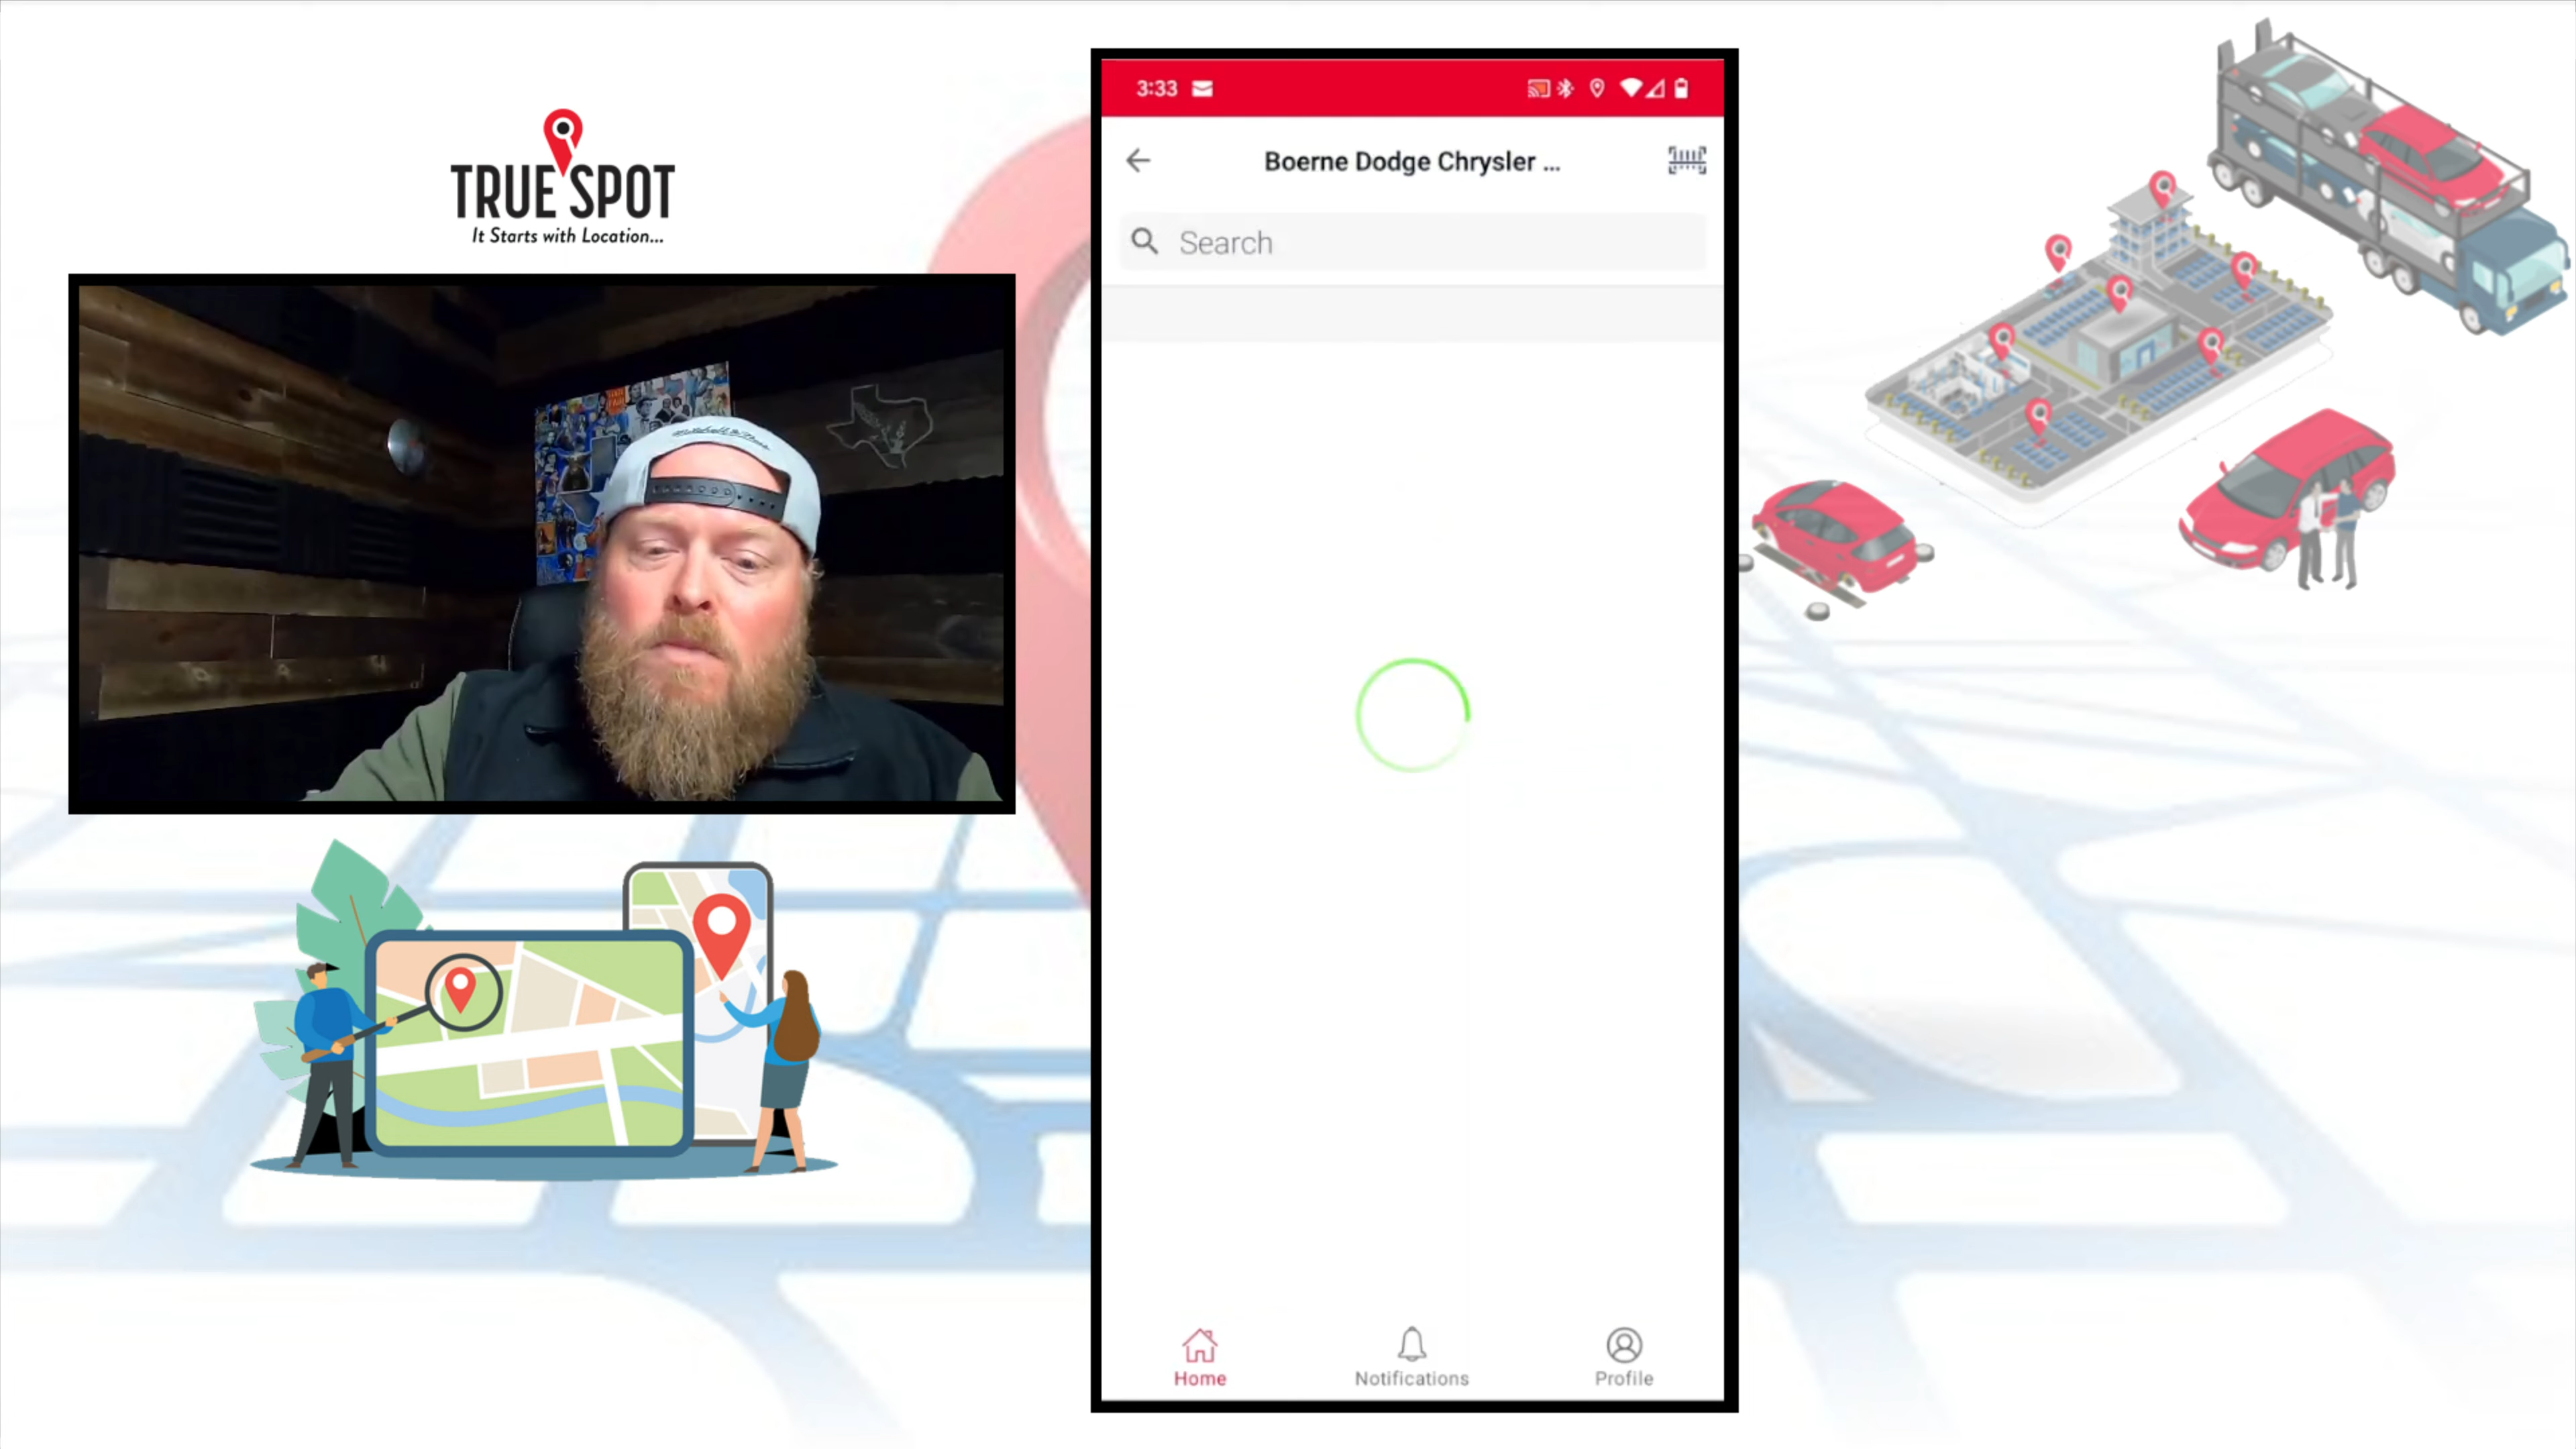 TRUE SPOT
It Starts with Location...
3:33
Boerne Dodge Chrysler ...
Search
Home
Notifications
Profile